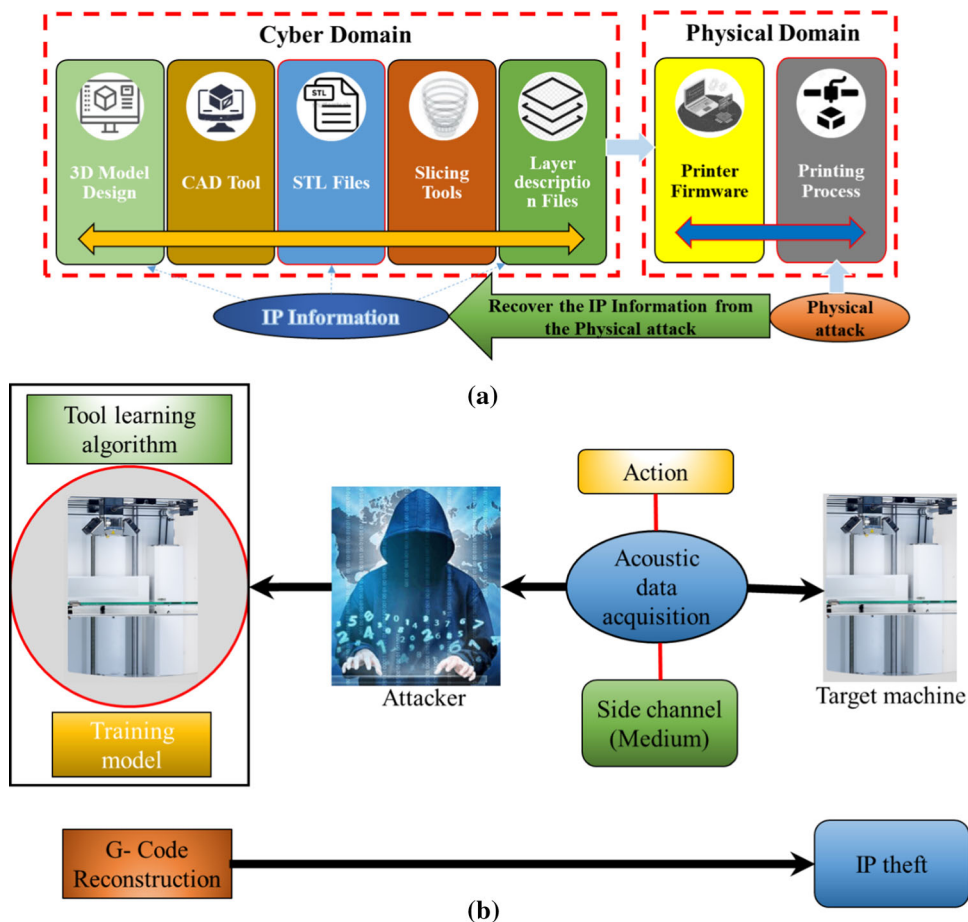 Cyber Domain
Physical Domain
3D Model
Design
CAD Tool
STL
STL Files
Slicing
Tools
Layer
descriptio
n Files
Printer
Firmware
Printing
Process
IP Information
Recover the IP Information from
the Physical attack
Physical
attack
(a)
Tool learning
algorithm
Training
model
Attacker
Action
Acoustic
data
acquisition
Side channel
(Medium)
Target machine
G- Code
Reconstruction
IP theft
(b)